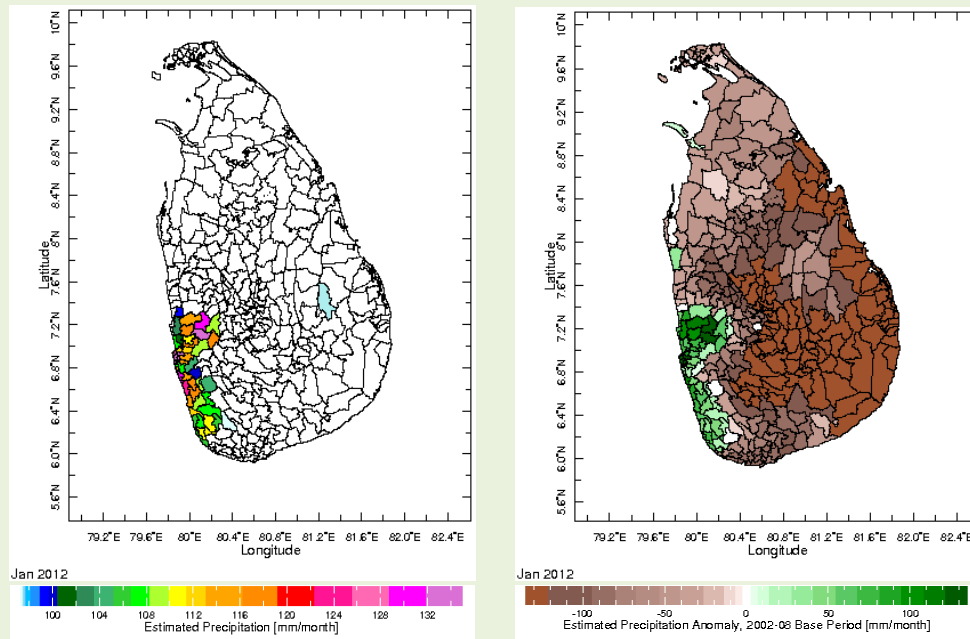 10°N
9.6°N
9.2°N
8.8°N
8.4°N
8°N
7.6°N
7.2°N
6.8°N
6.4°N
6.0°N
5.6°N
Latitude
79.2°E 79.6°E 80°E 80.4°E 80.8°E 81.2°E 81.6°E 82.0°E 82.4°E
Longitude
Jan 2012
100 104 108 112 116 120 124 128 132
Estimated Precipitation [mm/month]
10°N
9.6°N
9.2°N
8.8°N
8.4°N
8°N
7.6°N
7.2°N
6.8°N
6.4°N
6.0°N
5.6°N
Latitude
79.2°E 79.6°E 80°E 80.4°E 80.8°E 81.2°E 81.6°E 82.0°E 82.4°E
Longitude
Jan 2012
-100 -50 0 50 100
Estimated Precipitation Anomaly, 2002-08 Base Period [mm/month]